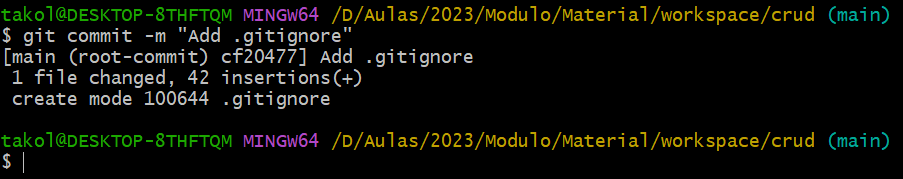 takol@DESKTOP-8THFTQM MINGW64 /D/Aulas/2023/Modulo/Material/workspace/crud (main)
$ git commit -m "Add .gitignore"
[main (root-commit) cf20477] Add .gitignore
 1 file changed, 42 insertions(+)
 create mode 100644 .gitignore
takol@DESKTOP-8THFTQM MINGW64 /D/Aulas/2023/Modulo/Material/workspace/crud (main)
$